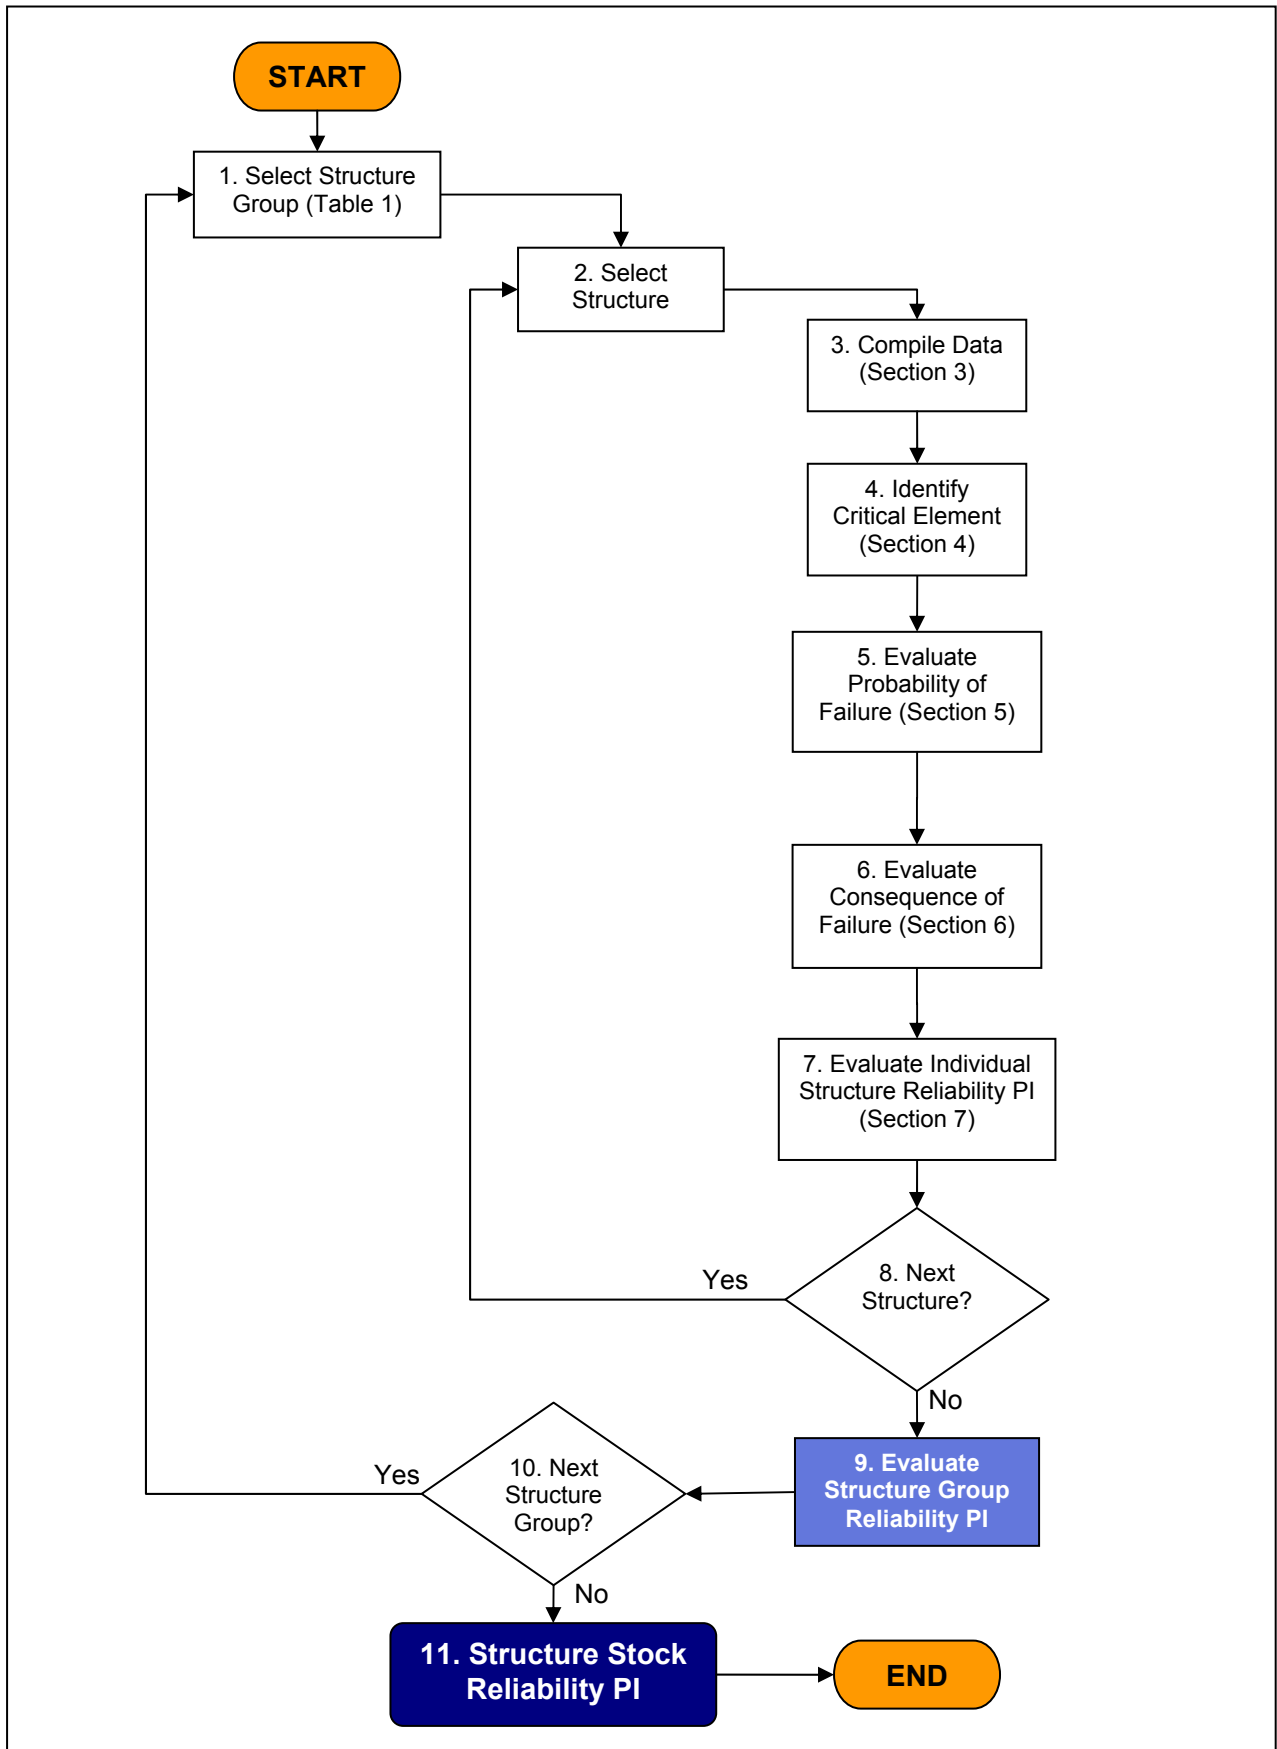 START
1. Select Structure
Group (Table 1)
2. Select
Structure
3. Compile Data
(Section 3)
4. Identify
Critical Element
(Section 4)
5. Evaluate
Probability of
Failure (Section 5)
6. Evaluate
Consequence of
Failure (Section 6)
7. Evaluate Individual
Structure Reliability PI
(Section 7)
8. Next
Structure?
Yes
No
9. Evaluate
Structure Group
Reliability PI
10. Next
Structure
Group?
Yes
No
11. Structure Stock
Reliability PI
END